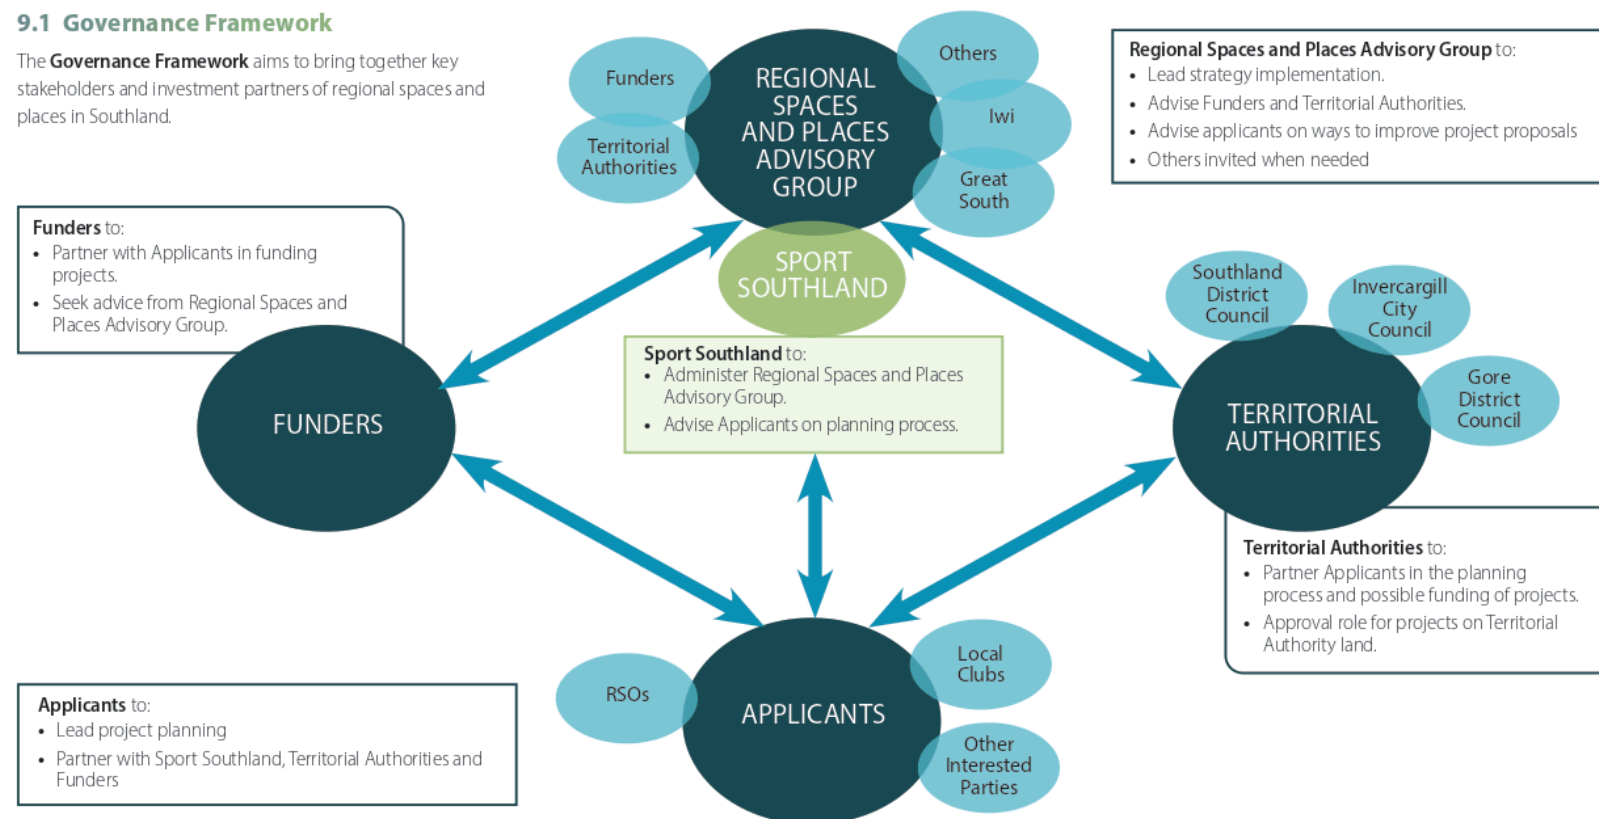 9.1 Governance Framework
The Governance Framework aims to bring together key
stakeholders and investment partners of regional spaces and
places in Southland.
Funders
Territorial
Authorities
REGIONAL
SPACES
AND PLACES
ADVISORY
GROUP
Others
Iwi
Great
South
Regional Spaces and Places Advisory Group to:
• Lead strategy implementation.
• Advise Funders and Territorial Authorities.
• Advise applicants on ways to improve project proposals
• Others invited when needed
Funders to:
• Partner with Applicants in funding
projects.
• Seek advice from Regional Spaces and
Places Advisory Group.
FUNDERS
SPORT
SOUTHLAND
Sport Southland to:
• Administer Regional Spaces and Places
Advisory Group.
• Advise Applicants on planning process.
Southland
District
Council
Invercargill
City
Council
Gore
District
Council
TERRITORIAL
AUTHORITIES
Territorial Authorities to:
• Partner Applicants in the planning
process and possible funding of projects.
• Approval role for projects on Territorial
Authority land.
Applicants to:
• Lead project planning
• Partner with Sport Southland, Territorial Authorities and
Funders
RSOs
APPLICANTS
Local
Clubs
Other
Interested
Parties